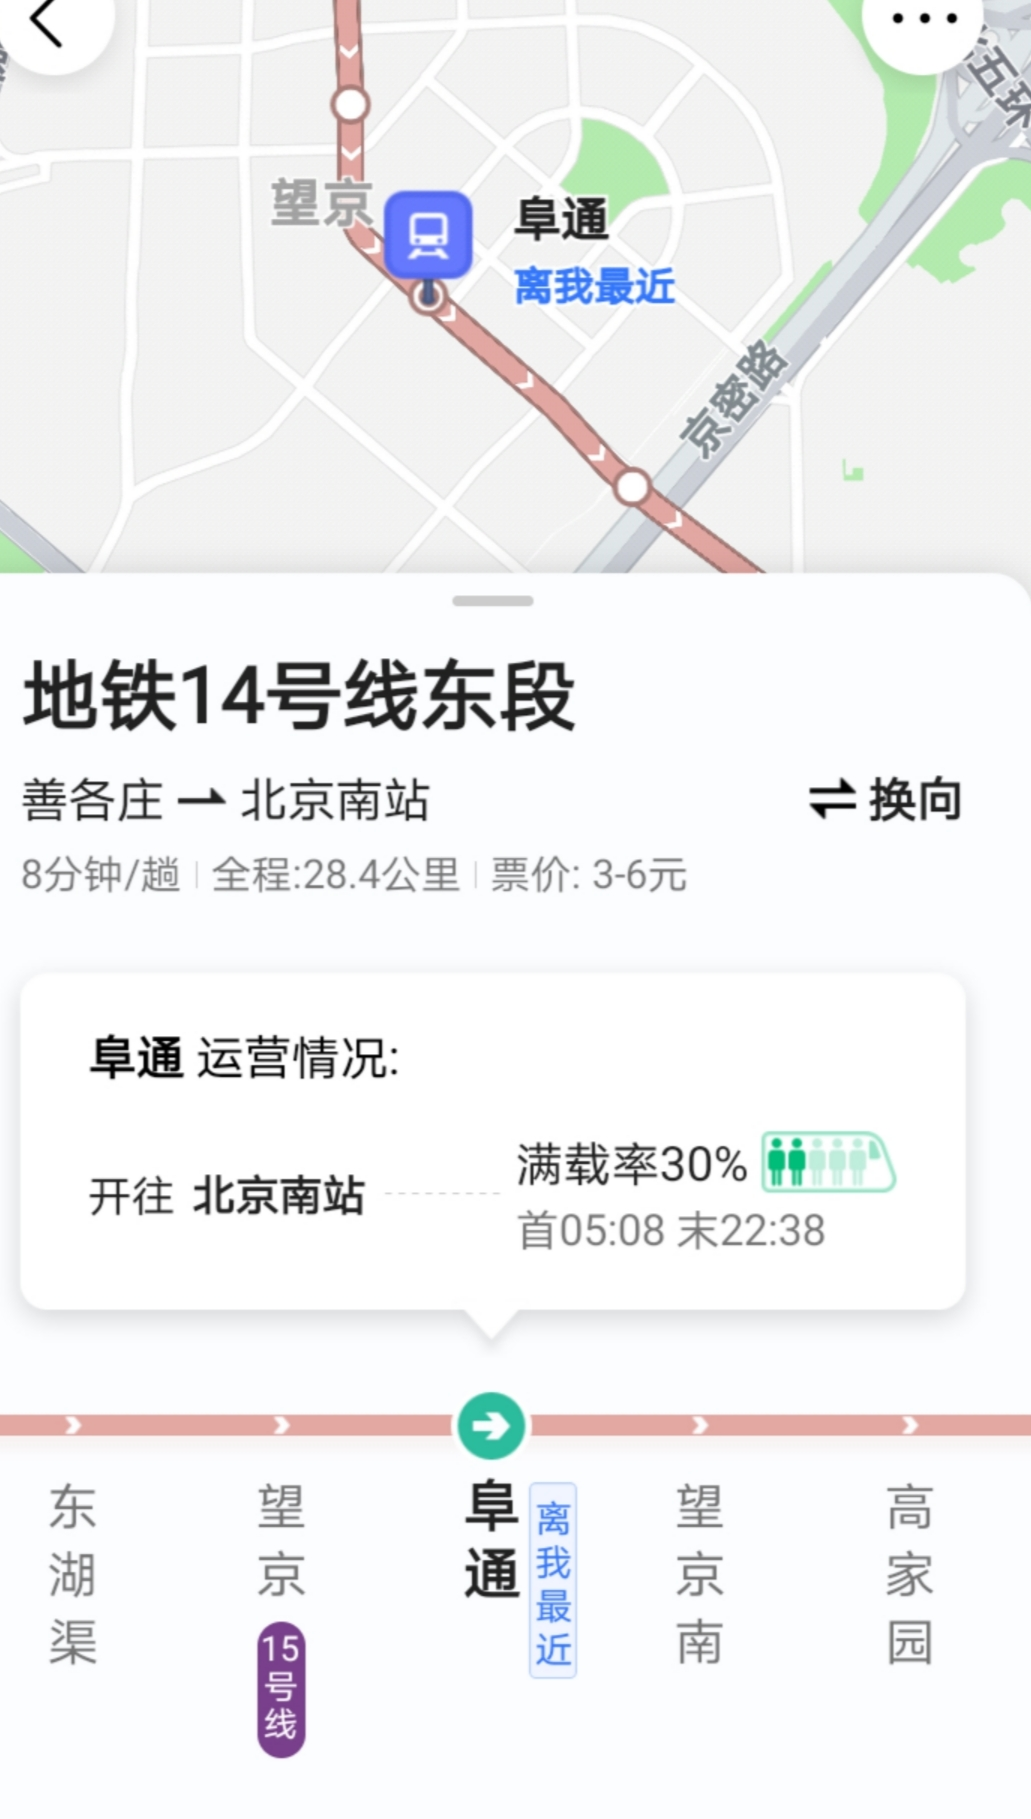 五环
望京
阜通
离我最近
京密路
地铁14号线东段
善各庄 北京南站
换向
8分钟/趟 全程:28.4公里 票价: 3-6元
阜通 运营情况:
开往 北京南站
满载率30%
首05:08 末22:38
东湖渠
望京
15号线
阜通
离我最近
望京南
高家园